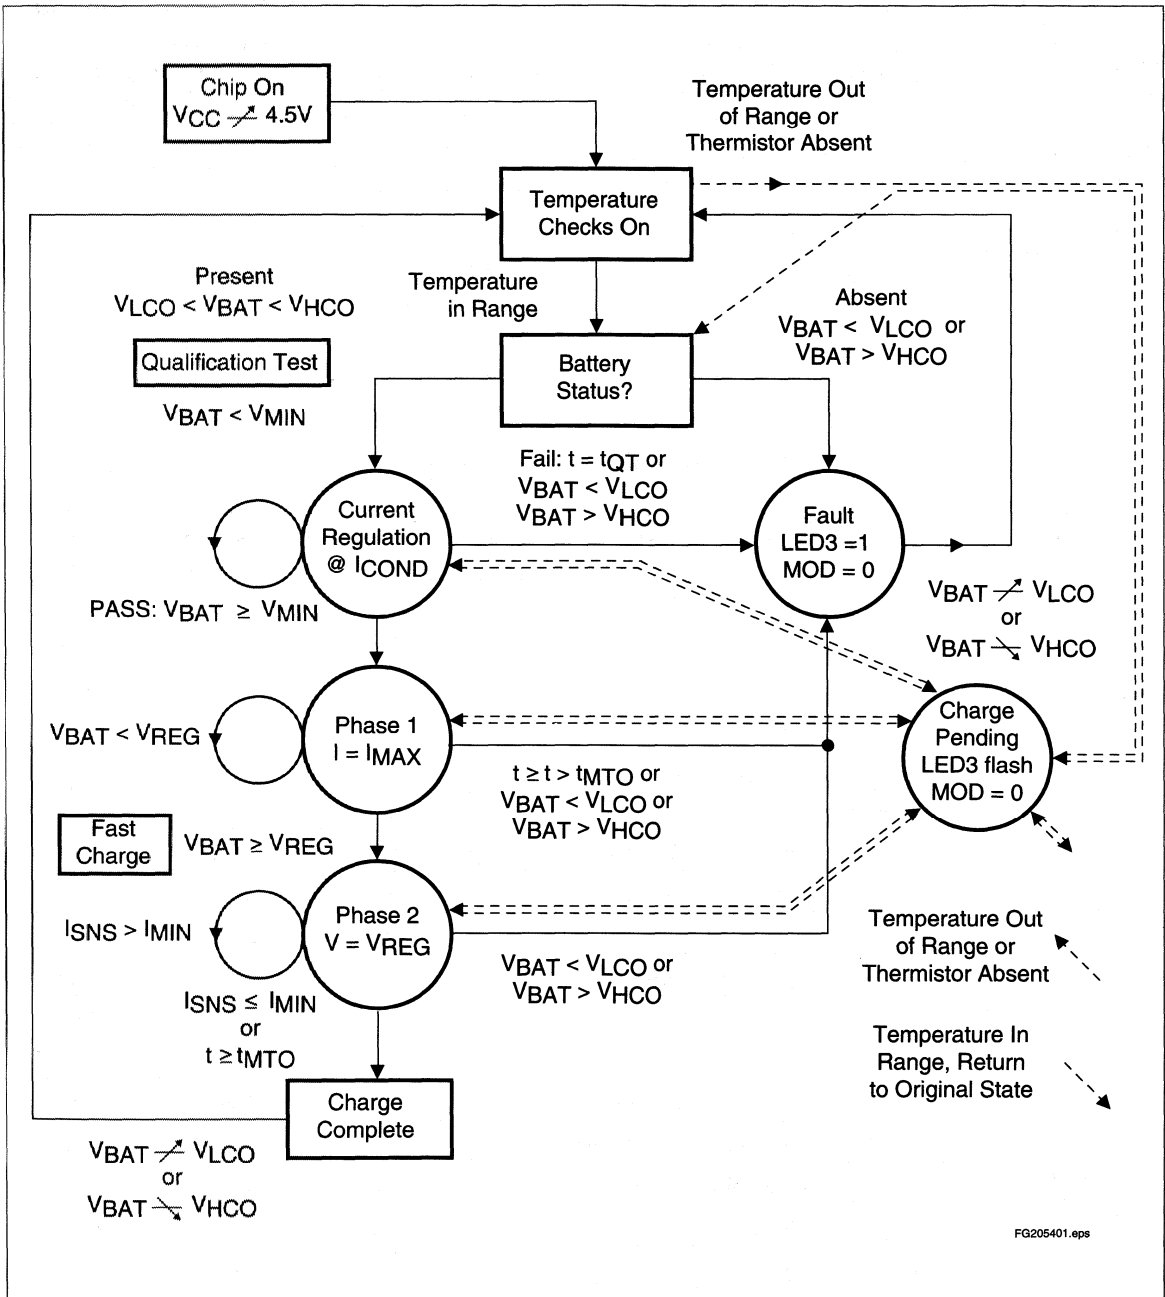 Chip On
VCC ↗ 4.5V
Temperature Out
of Range or
Thermistor Absent
Temperature
Checks On
Present
VLCO < VBAT < VHCO
Temperature
in Range
Absent
VBAT < VLCO or
VBAT > VHCO
Qualification Test
Battery
Status?
VBAT < VMIN
Fail: t = tQT or
VBAT < VLCO
VBAT > VHCO
Current
Regulation
@ ICOND
Fault
LED3 =1
MOD = 0
PASS: VBAT ≥ VMIN
VBAT ↗ VLCO
or
VBAT ↘ VHCO
VBAT < VREG
Phase 1
I = IMAX
Charge
Pending
LED3 flash
MOD = 0
t ≥ t > tMTO or
VBAT < VLCO or
VBAT > VHCO
Fast
Charge
VBAT ≥ VREG
ISNS > IMIN
Phase 2
V = VREG
VBAT < VLCO or
VBAT > VHCO
Temperature Out
of Range or
Thermistor Absent
ISNS ≤ IMIN
or
t ≥ tMTO
Temperature In
Range, Return
to Original State
Charge
Complete
VBAT ↗ VLCO
or
VBAT ↘ VHCO
FG205401.eps